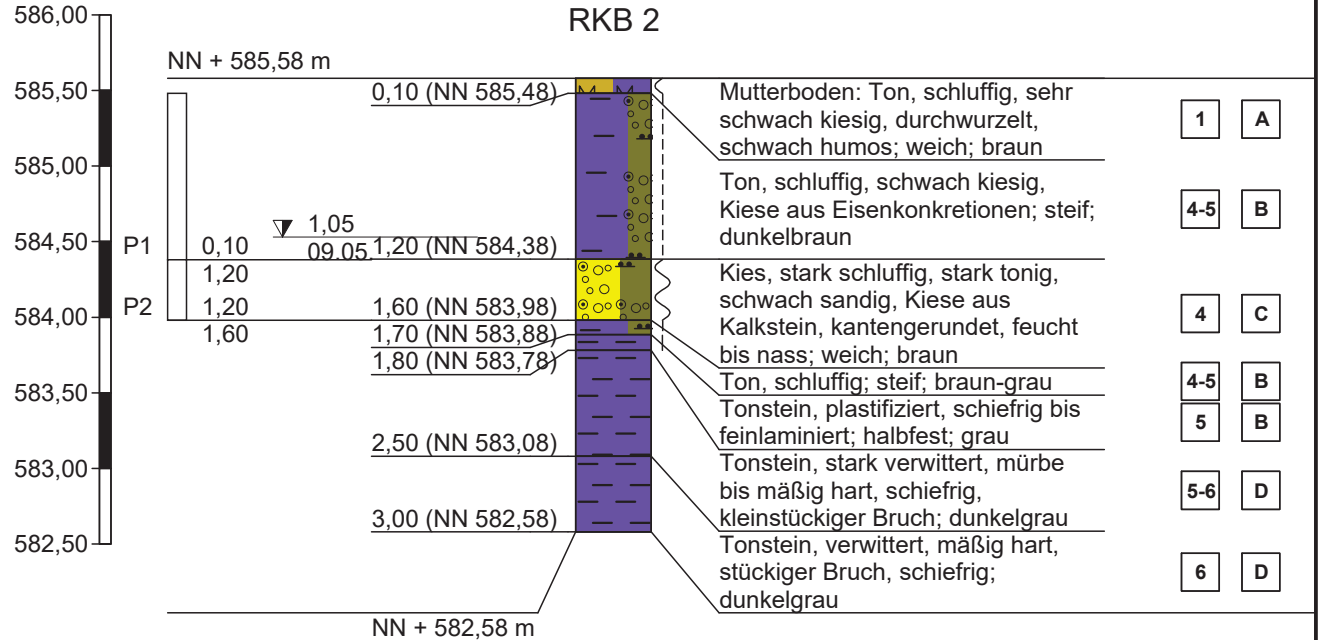 586,00
585,50
585,00
584,50
584,00
583,50
583,00
582,50
RKB 2
NN + 585,58 m
0,10 (NN 585,48)
1,05
09.05.
1,20 (NN 584,38)
1,60 (NN 583,98)
1,70 (NN 583,88)
1,80 (NN 583,78)
2,50 (NN 583,08)
3,00 (NN 582,58)
NN + 582,58 m
P1
0,10
1,20
P2
1,20
1,60
Mutterboden: Ton, schluffig, sehr
schwach kiesig, durchwurzelt,
schwach humos; weich; braun
1 A
Ton, schluffig, schwach kiesig,
Kiese aus Eisenkonkretionen; steif;
dunkelbraun
4-5 B
Kies, stark schluffig, stark tonig,
schwach sandig, Kiese aus
Kalkstein, kantengerundet, feucht
bis nass; weich; braun
4 C
Ton, schluffig; steif; braun-grau
4-5 B
Tonstein, plastifiziert, schiefrig bis
feinlaminiert; halbfest; grau
5 B
Tonstein, stark verwittert, mürbe
bis mäßig hart, schiefrig,
kleinstückiger Bruch; dunkelgrau
5-6 D
Tonstein, verwittert, mäßig hart,
stückiger Bruch, schiefrig;
dunkelgrau
6 D